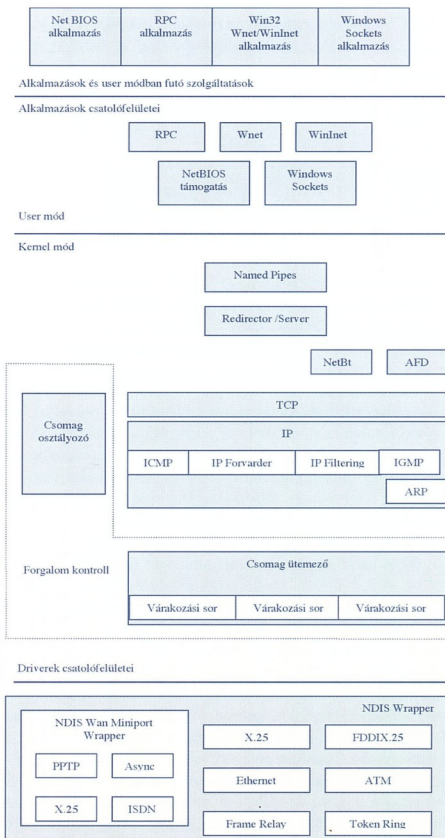 Net BIOS
alkalmazás
RPC
alkalmazás
Win32
Wnet/WinInet
alkalmazás
Windows
Sockets
alkalmazás
Alkalmazások és user módban futó szolgáltatások
Alkalmazások csatolófelületei
RPC
Wnet
WinInet
NetBIOS
támogatás
Windows
Sockets
User mód
Kernel mód
Named Pipes
Redirector /Server
NetBt
AFD
Csomag
osztályozó
TCP
IP
ICMP
IP Forvarder
IP Filtering
IGMP
ARP
Forgalom kontroll
Csomag ütemező
Várakozási sor
Várakozási sor
Várakozási sor
Driverek csatolófelületei
NDIS Wrapper
NDIS Wan Miniport
Wrapper
PPTP
Async
X.25
ISDN
X.25
FDDIX.25
Ethernet
ATM
Frame Relay
Token Ring